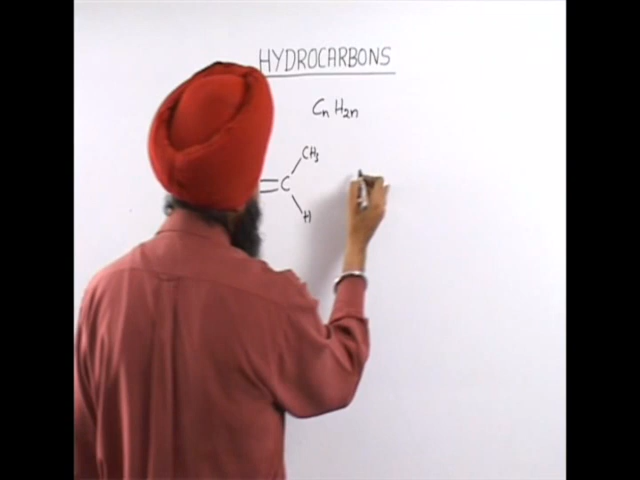 HYDROCARBONS
CnH2n
CH3
=C
H